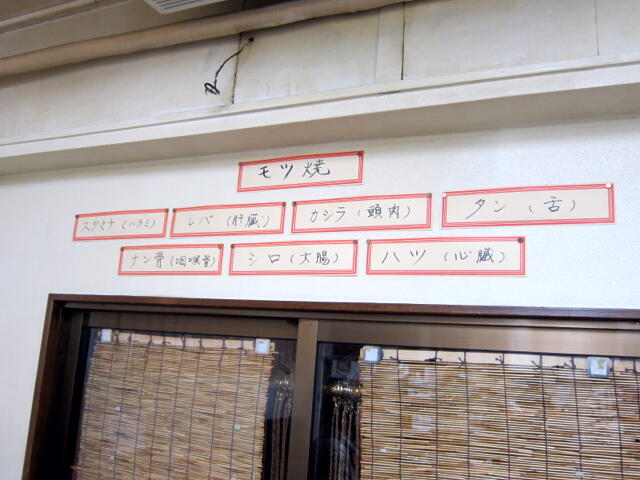 モツ焼
スタミナ(ハラミ)
レバ(肝臓)
カシラ(頭肉)
タン(舌)
ナン骨(咽喉骨)
シロ(大腸)
ハツ(心臓)